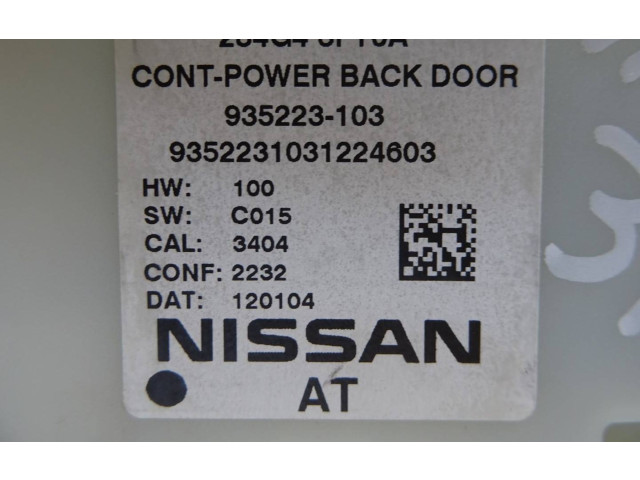 CONT-POWER BACK DOOR
935223-103
9352231031224603
HW: 100
SW: C015
CAL: 3404
CONF: 2232
DAT: 120104
NISSAN
AT